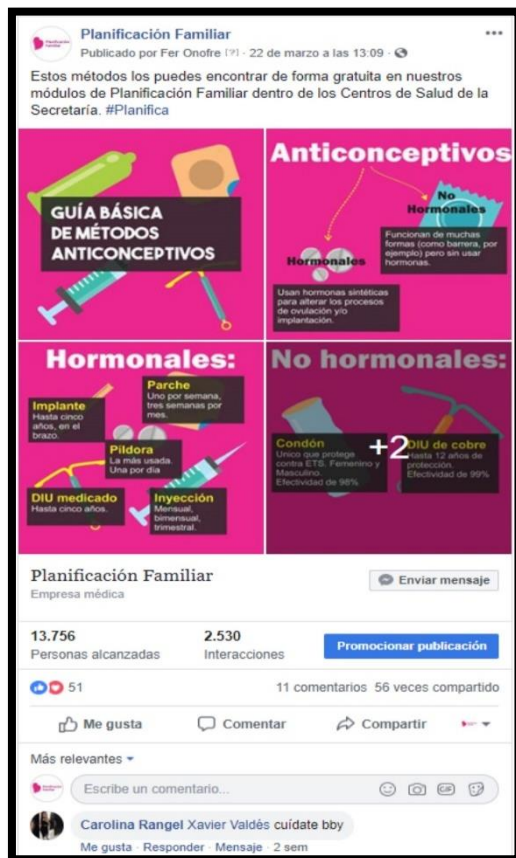 Planificación Familiar
Publicado por Fer Onofre [?] · 22 de marzo a las 13:09 ·
Estos métodos los puedes encontrar de forma gratuita en nuestros
módulos de Planificación Familiar dentro de los Centros de Salud de la
Secretaría. #Planifica
GUÍA BÁSICA
DE MÉTODOS
ANTICONCEPTIVOS
Anticonceptivos
No
Hormonales
Funcionan de muchas
formas (como barrera, por
ejemplo) pero sin usar
hormonas.
Hormonales
Usan hormonas sintéticas
para alterar los procesos
de ovulación y/o
implantación.
Hormonales:
Parche
Uno por semana,
tres semanas por
mes.
Implante
Hasta cinco
años, en el
brazo.
Píldora
La más usada.
Una por día
DIU medicado
Hasta cinco años.
Inyección
Mensual,
bimensual,
trimestral.
No hormonales:
Condón
Unico que protege
contra ETS. Femenino y
Masculino.
Efectividad de 98%
+2
DIU de cobre
Hasta 12 años de
protección.
Efectividad de 99%
Planificación Familiar
Empresa médica
Enviar mensaje
13.756
Personas alcanzadas
2.530
Interacciones
Promocionar publicación
51
11 comentarios 56 veces compartido
Me gusta
Comentar
Compartir
Más relevantes
Escribe un comentario...
GIF
Carolina Rangel Xavier Valdés cuídate bby
Me gusta · Responder · Mensaje · 2 sem